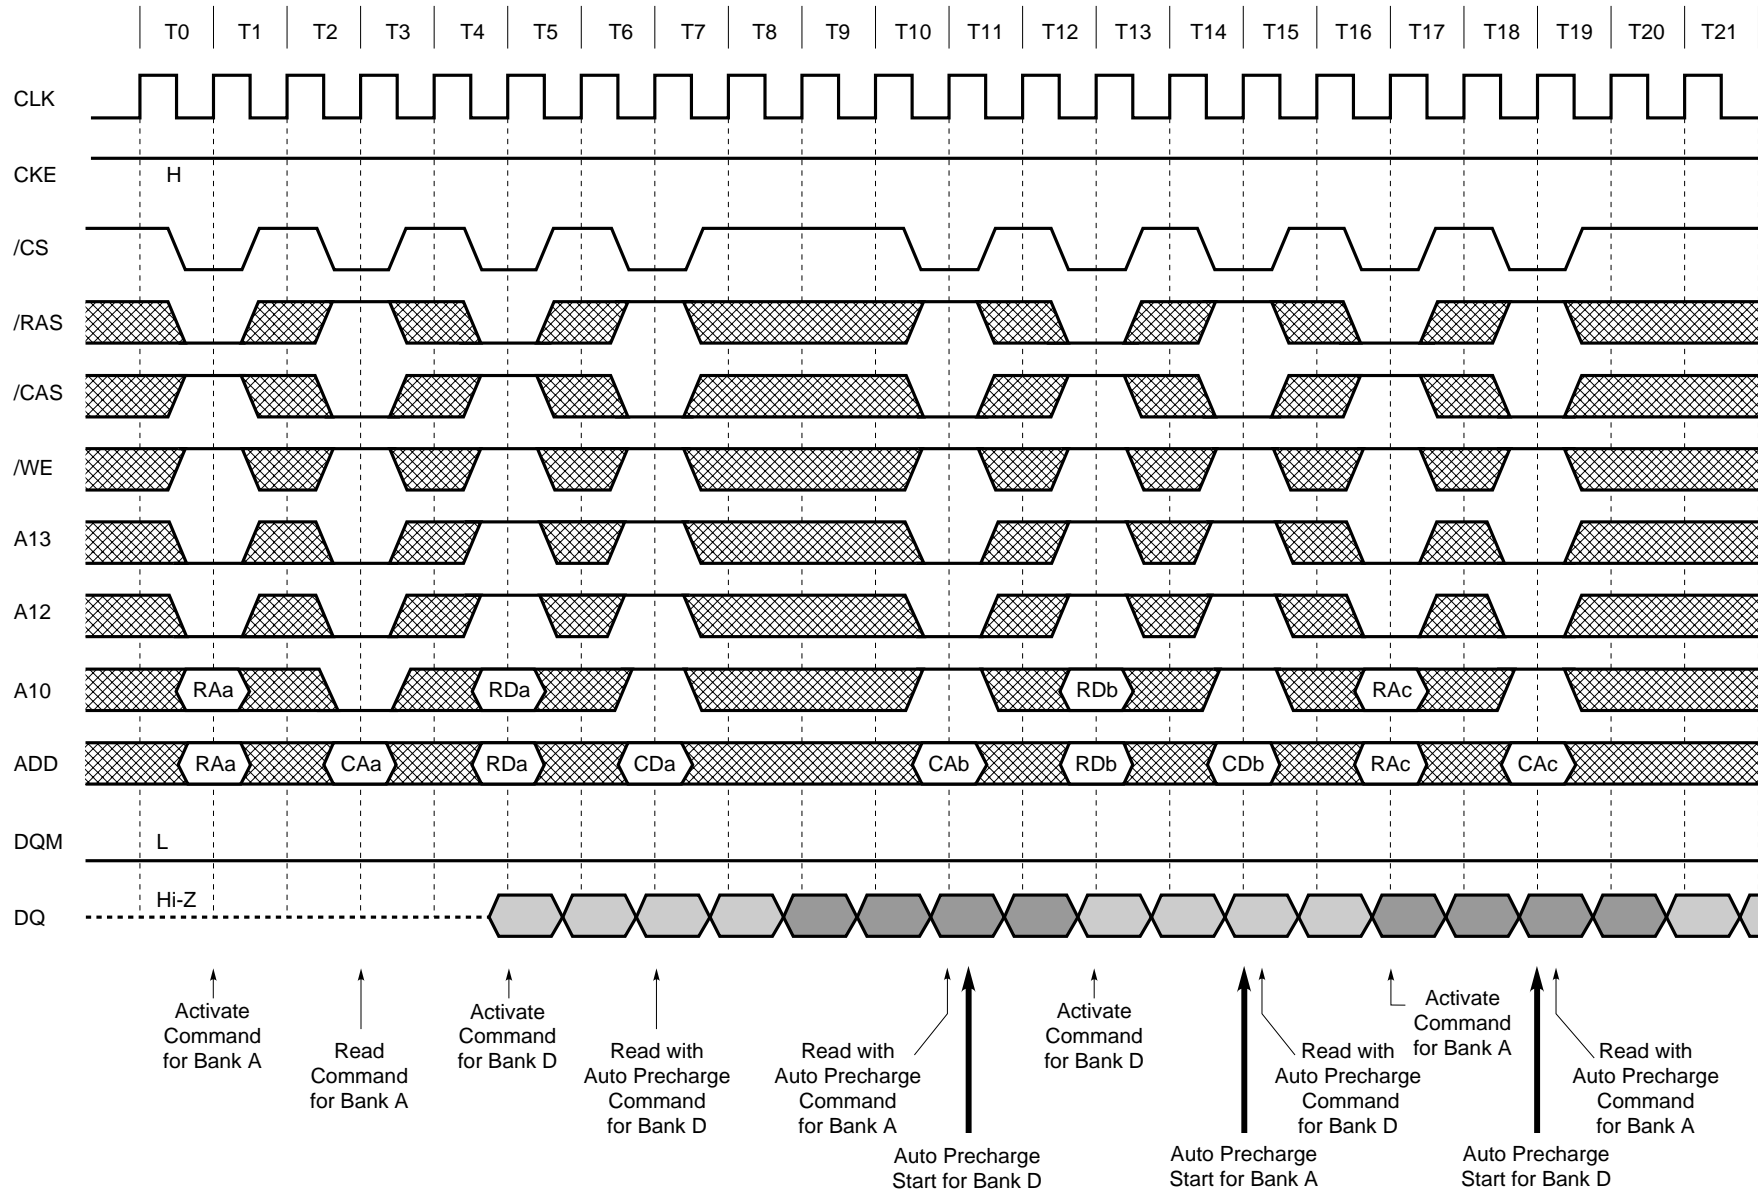 T0 T1 T2 T3 T4 T5 T6 T7 T8 T9 T10 T11 T12 T13 T14 T15 T16 T17 T18 T19 T20 T21
CLK
CKE H
/CS
/RAS
/CAS
/WE
A13
A12
A10 RAa RDa RDb RAc
ADD RAa CAa RDa CDa CAb RDb CDb RAc CAc
DQM L
DQ Hi-Z
Activate
Command
for Bank A
Read
Command
for Bank A
Activate
Command
for Bank D
Read with
Auto Precharge
Command
for Bank D
Read with
Auto Precharge
Command
for Bank A
Auto Precharge
Start for Bank D
Activate
Command
for Bank D
Auto Precharge
Start for Bank A
Read with
Auto Precharge
Command
for Bank D
Activate
Command
for Bank A
Auto Precharge
Start for Bank D
Read with
Auto Precharge
Command
for Bank A